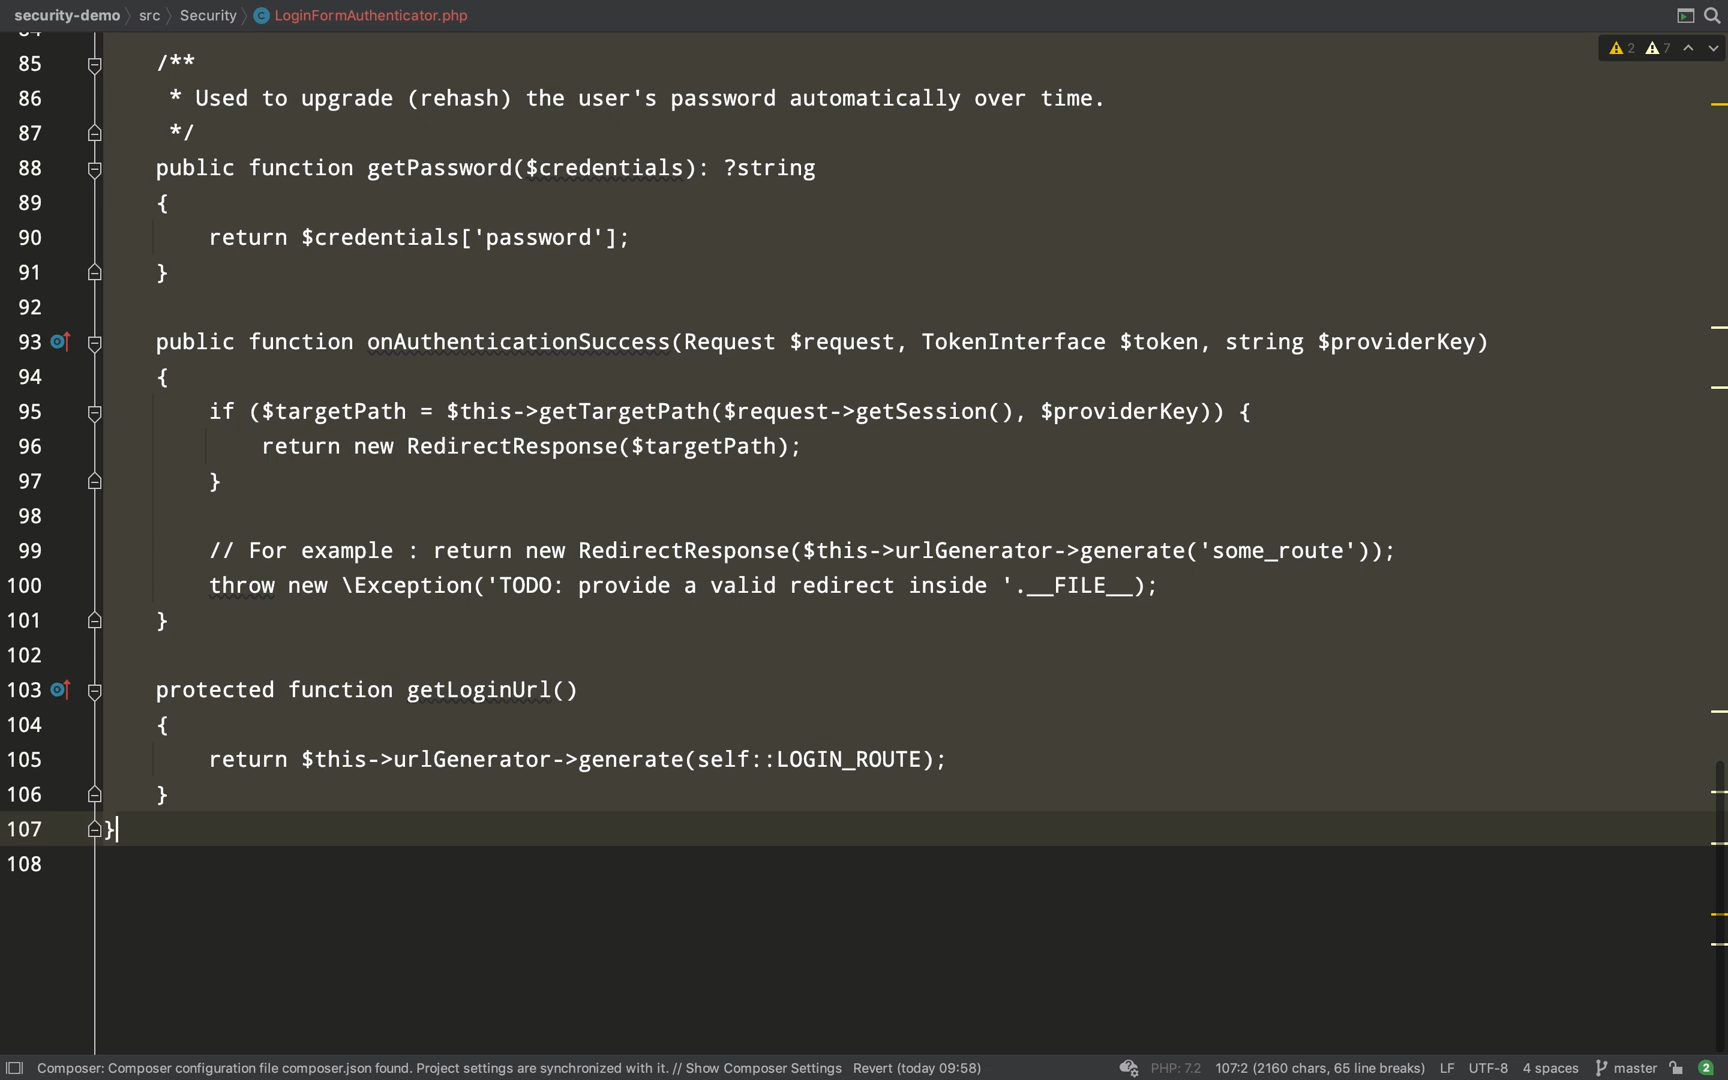 security-demo src Security LoginFormAuthenticator.php
2 7
85 /**
86 * Used to upgrade (rehash) the user's password automatically over time.
87 */
88 public function getPassword($credentials): ?string
89 {
90 return $credentials['password'];
91 }
92
93 public function onAuthenticationSuccess(Request $request, TokenInterface $token, string $providerKey)
94 {
95 if ($targetPath = $this->getTargetPath($request->getSession(), $providerKey)) {
96 return new RedirectResponse($targetPath);
97 }
98
99 // For example : return new RedirectResponse($this->urlGenerator->generate('some_route'));
100 throw new \Exception('TODO: provide a valid redirect inside '.__FILE__);
101 }
102
103 protected function getLoginUrl()
104 {
105 return $this->urlGenerator->generate(self::LOGIN_ROUTE);
106 }
107 }
108
Composer: Composer configuration file composer.json found. Project settings are synchronized with it. // Show Composer Settings Revert (today 09:58) PHP: 7.2 107:2 (2160 chars, 65 line breaks) LF UTF-8 4 spaces master 2